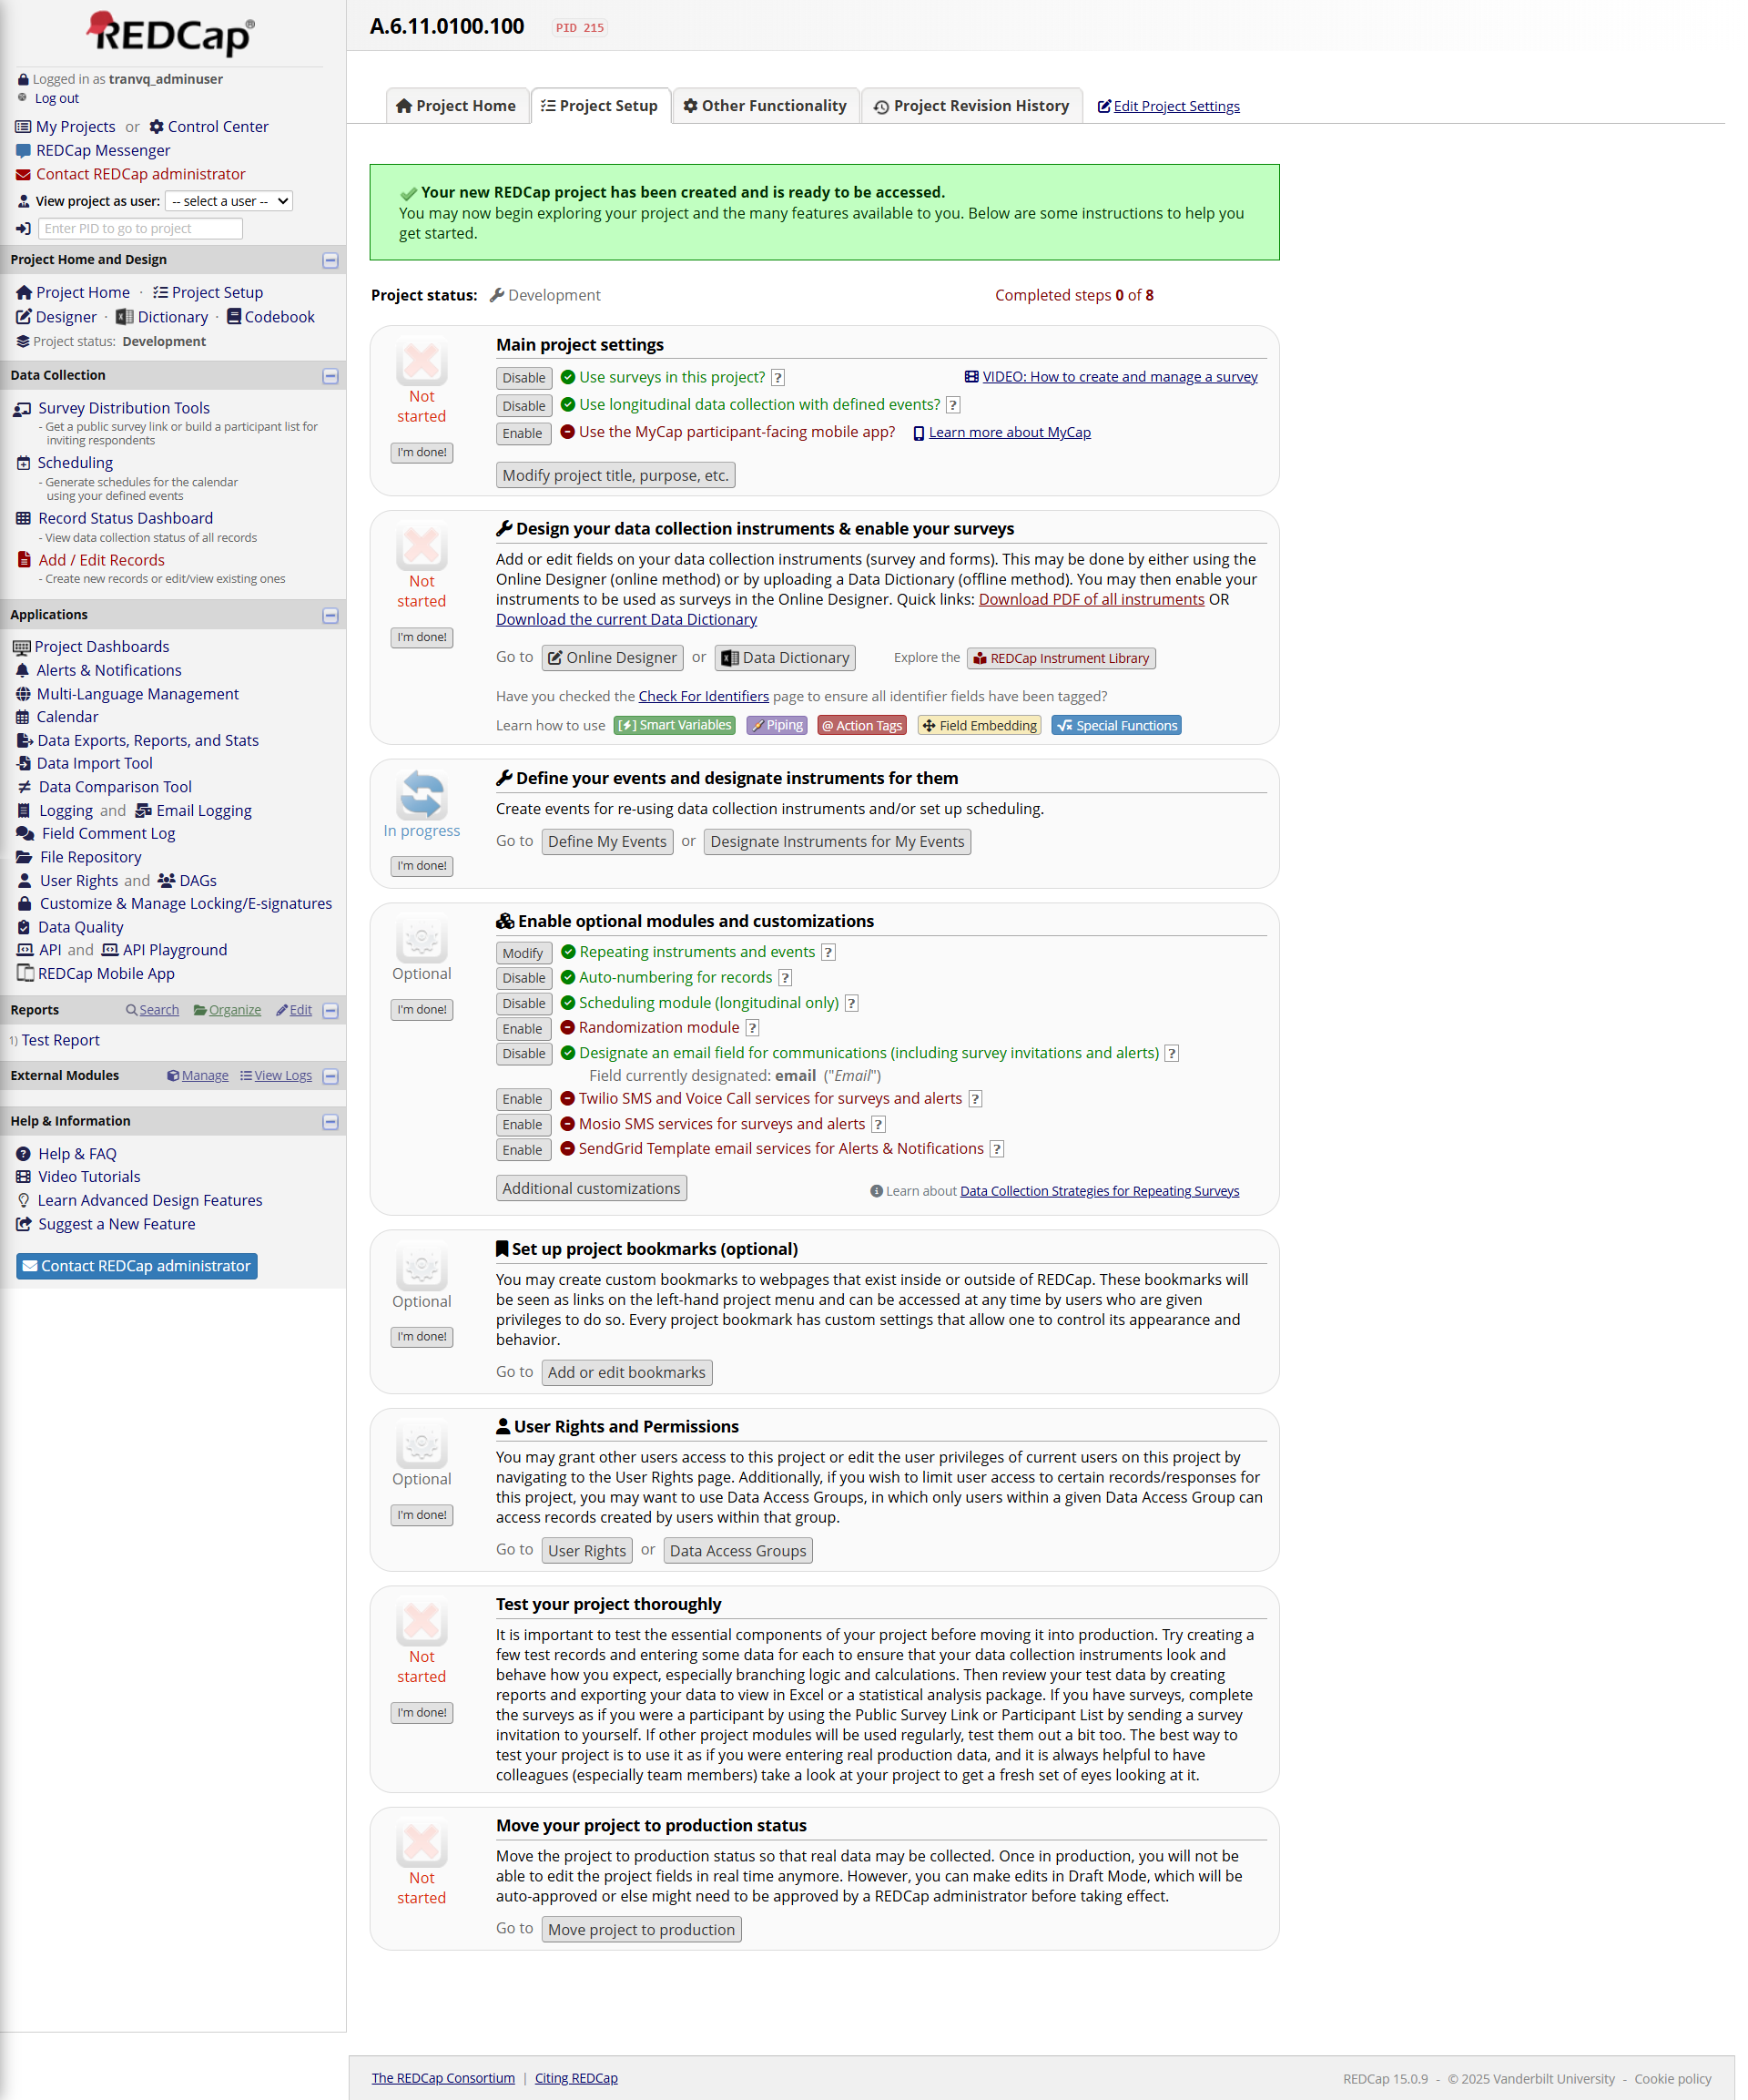 REDCap®
Logged in as tranvq_adminuser
Log out
My Projects or Control Center
REDCap Messenger
Contact REDCap administrator
View project as user: -- select a user --
Enter PID to go to project
Project Home and Design
Project Home · Project Setup
Designer · Dictionary · Codebook
Project status: Development
Data Collection
Survey Distribution Tools
- Get a public survey link or build a participant list for
inviting respondents
Scheduling
- Generate schedules for the calendar
using your defined events
Record Status Dashboard
- View data collection status of all records
Add / Edit Records
- Create new records or edit/view existing ones
Applications
Project Dashboards
Alerts & Notifications
Multi-Language Management
Calendar
Data Exports, Reports, and Stats
Data Import Tool
Data Comparison Tool
Logging and Email Logging
Field Comment Log
File Repository
User Rights and DAGs
Customize & Manage Locking/E-signatures
Data Quality
API and API Playground
REDCap Mobile App
Reports Search Organize Edit
1) Test Report
External Modules Manage View Logs
Help & Information
Help & FAQ
Video Tutorials
Learn Advanced Design Features
Suggest a New Feature
Contact REDCap administrator
A.6.11.0100.100 PID 215
Project Home Project Setup Other Functionality Project Revision History Edit Project Settings
Your new REDCap project has been created and is ready to be accessed.
You may now begin exploring your project and the many features available to you. Below are some instructions to help you
get started.
Project status: Development Completed steps 0 of 8
Not
started
I'm done!
Main project settings
Disable Use surveys in this project? ? VIDEO: How to create and manage a survey
Disable Use longitudinal data collection with defined events? ?
Enable Use the MyCap participant-facing mobile app? Learn more about MyCap
Modify project title, purpose, etc.
Not
started
I'm done!
Design your data collection instruments & enable your surveys
Add or edit fields on your data collection instruments (survey and forms). This may be done by either using the
Online Designer (online method) or by uploading a Data Dictionary (offline method). You may then enable your
instruments to be used as surveys in the Online Designer. Quick links: Download PDF of all instruments OR
Download the current Data Dictionary
Go to Online Designer or Data Dictionary Explore the REDCap Instrument Library
Have you checked the Check For Identifiers page to ensure all identifier fields have been tagged?
Learn how to use [⚡] Smart Variables Piping @ Action Tags Field Embedding √x Special Functions
In progress
I'm done!
Define your events and designate instruments for them
Create events for re-using data collection instruments and/or set up scheduling.
Go to Define My Events or Designate Instruments for My Events
Optional
I'm done!
Enable optional modules and customizations
Modify Repeating instruments and events ?
Disable Auto-numbering for records ?
Disable Scheduling module (longitudinal only) ?
Enable Randomization module ?
Disable Designate an email field for communications (including survey invitations and alerts) ?
Field currently designated: email ("Email")
Enable Twilio SMS and Voice Call services for surveys and alerts ?
Enable Mosio SMS services for surveys and alerts ?
Enable SendGrid Template email services for Alerts & Notifications ?
Additional customizations Learn about Data Collection Strategies for Repeating Surveys
Optional
I'm done!
Set up project bookmarks (optional)
You may create custom bookmarks to webpages that exist inside or outside of REDCap. These bookmarks will
be seen as links on the left-hand project menu and can be accessed at any time by users who are given
privileges to do so. Every project bookmark has custom settings that allow one to control its appearance and
behavior.
Go to Add or edit bookmarks
Optional
I'm done!
User Rights and Permissions
You may grant other users access to this project or edit the user privileges of current users on this project by
navigating to the User Rights page. Additionally, if you wish to limit user access to certain records/responses for
this project, you may want to use Data Access Groups, in which only users within a given Data Access Group can
access records created by users within that group.
Go to User Rights or Data Access Groups
Not
started
I'm done!
Test your project thoroughly
It is important to test the essential components of your project before moving it into production. Try creating a
few test records and entering some data for each to ensure that your data collection instruments look and
behave how you expect, especially branching logic and calculations. Then review your test data by creating
reports and exporting your data to view in Excel or a statistical analysis package. If you have surveys, complete
the surveys as if you were a participant by using the Public Survey Link or Participant List by sending a survey
invitation to yourself. If other project modules will be used regularly, test them out a bit too. The best way to
test your project is to use it as if you were entering real production data, and it is always helpful to have
colleagues (especially team members) take a look at your project to get a fresh set of eyes looking at it.
Not
started
Move your project to production status
Move the project to production status so that real data may be collected. Once in production, you will not be
able to edit the project fields in real time anymore. However, you can make edits in Draft Mode, which will be
auto-approved or else might need to be approved by a REDCap administrator before taking effect.
Go to Move project to production
The REDCap Consortium | Citing REDCap
REDCap 15.0.9 - © 2025 Vanderbilt University - Cookie policy